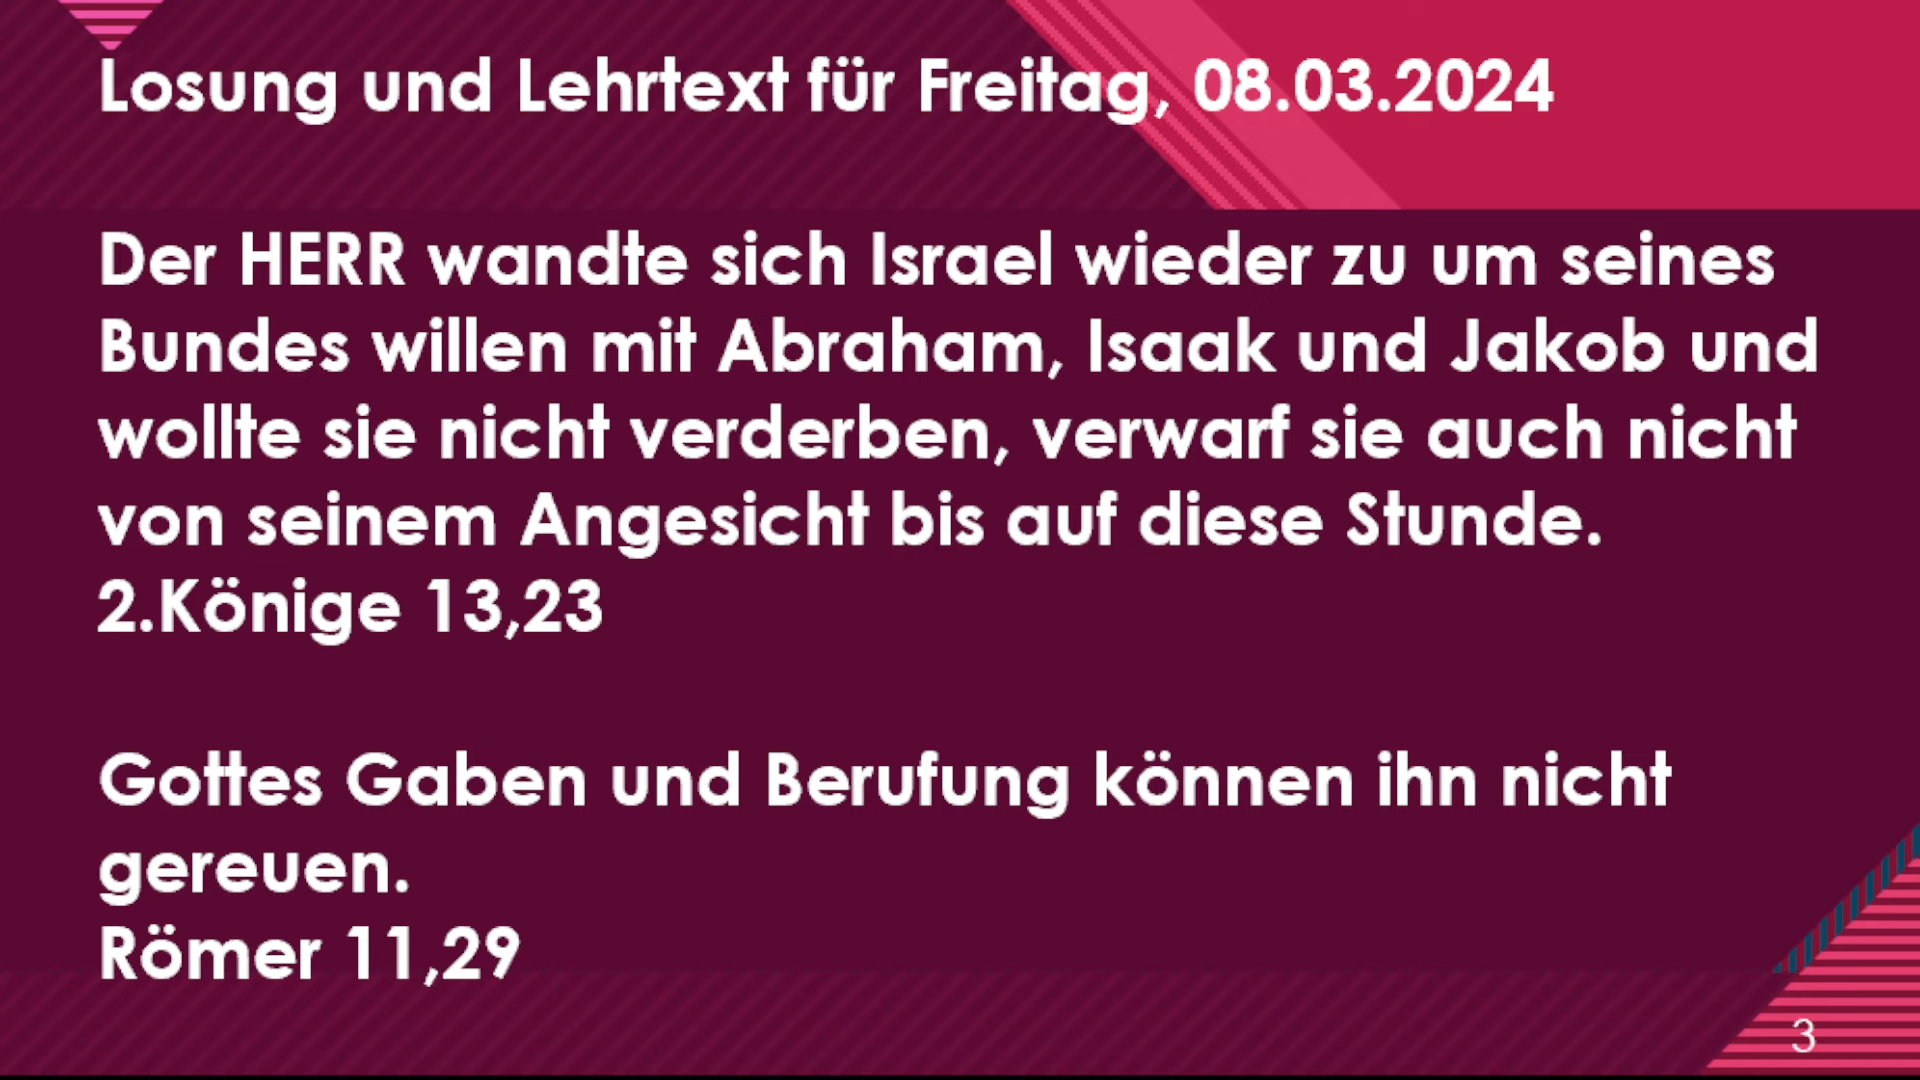 Losung und Lehrtext für Freitag, 08.03.2024
Der HERR wandte sich Israel wieder zu um seines
Bundes willen mit Abraham, Isaak und Jakob und
wollte sie nicht verderben, verwarf sie auch nicht
von seinem Angesicht bis auf diese Stunde.
2.Könige 13,23
Gottes Gaben und Berufung können ihn nicht
gereuen.
Römer 11,29
3